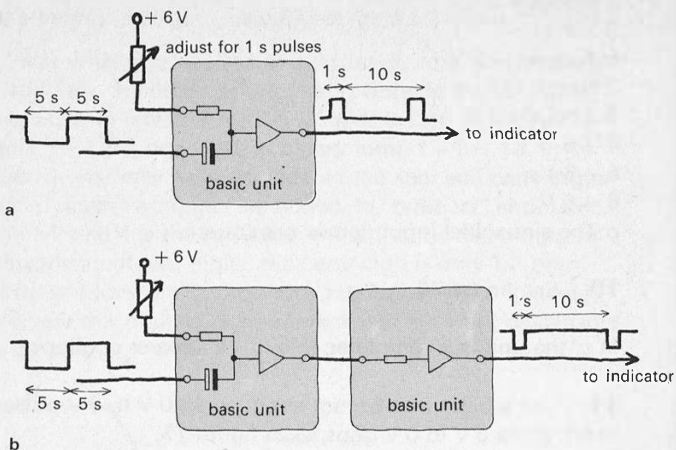 + 6 V
adjust for 1 s pulses
5 s 5 s
1 s 10 s
to indicator
basic unit
a
+ 6 V
1 s 10 s
5 s 5 s
to indicator
basic unit basic unit
b